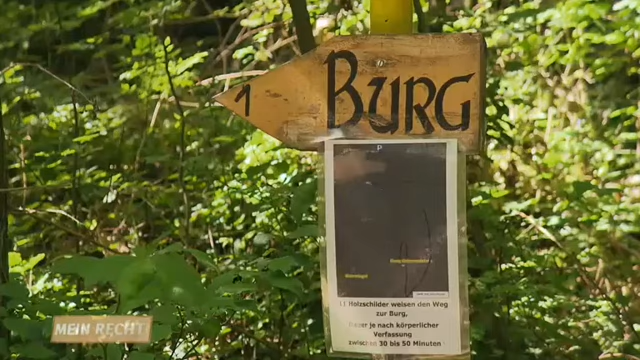 1 BURG
P
11 Holzschilder weisen den Weg
zur Burg,
Dauer je nach körperlicher
Verfassung
zwischen 30 bis 50 Minuten
MEIN RECHT